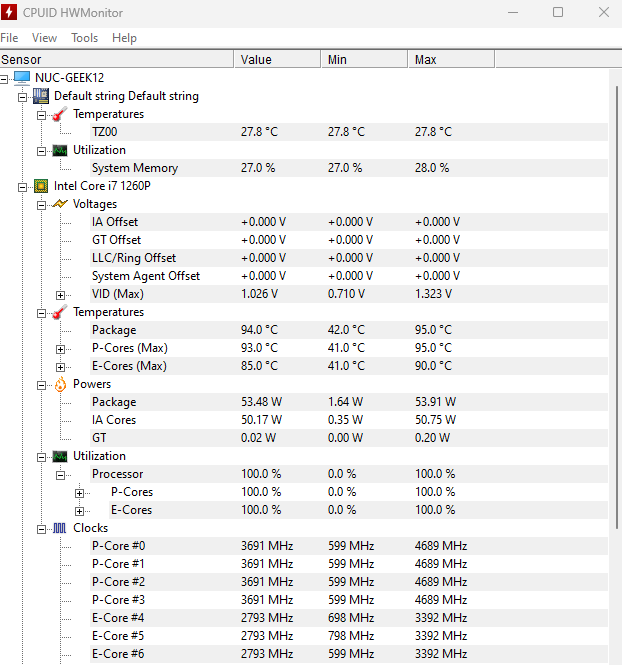 CPUID HWMonitor
File View Tools Help
Sensor Value Min Max
NUC-GEEK12
Default string Default string
Temperatures
TZ00 27.8 °C 27.8 °C 27.8 °C
Utilization
System Memory 27.0 % 27.0 % 28.0 %
Intel Core i7 1260P
Voltages
IA Offset +0.000 V +0.000 V +0.000 V
GT Offset +0.000 V +0.000 V +0.000 V
LLC/Ring Offset +0.000 V +0.000 V +0.000 V
System Agent Offset +0.000 V +0.000 V +0.000 V
VID (Max) 1.026 V 0.710 V 1.323 V
Temperatures
Package 94.0 °C 42.0 °C 95.0 °C
P-Cores (Max) 93.0 °C 41.0 °C 95.0 °C
E-Cores (Max) 85.0 °C 41.0 °C 90.0 °C
Powers
Package 53.48 W 1.64 W 53.91 W
IA Cores 50.17 W 0.35 W 50.75 W
GT 0.02 W 0.00 W 0.20 W
Utilization
Processor 100.0 % 0.0 % 100.0 %
P-Cores 100.0 % 0.0 % 100.0 %
E-Cores 100.0 % 0.0 % 100.0 %
Clocks
P-Core #0 3691 MHz 599 MHz 4689 MHz
P-Core #1 3691 MHz 599 MHz 4689 MHz
P-Core #2 3691 MHz 599 MHz 4689 MHz
P-Core #3 3691 MHz 599 MHz 4689 MHz
E-Core #4 2793 MHz 698 MHz 3392 MHz
E-Core #5 2793 MHz 798 MHz 3392 MHz
E-Core #6 2793 MHz 599 MHz 3392 MHz